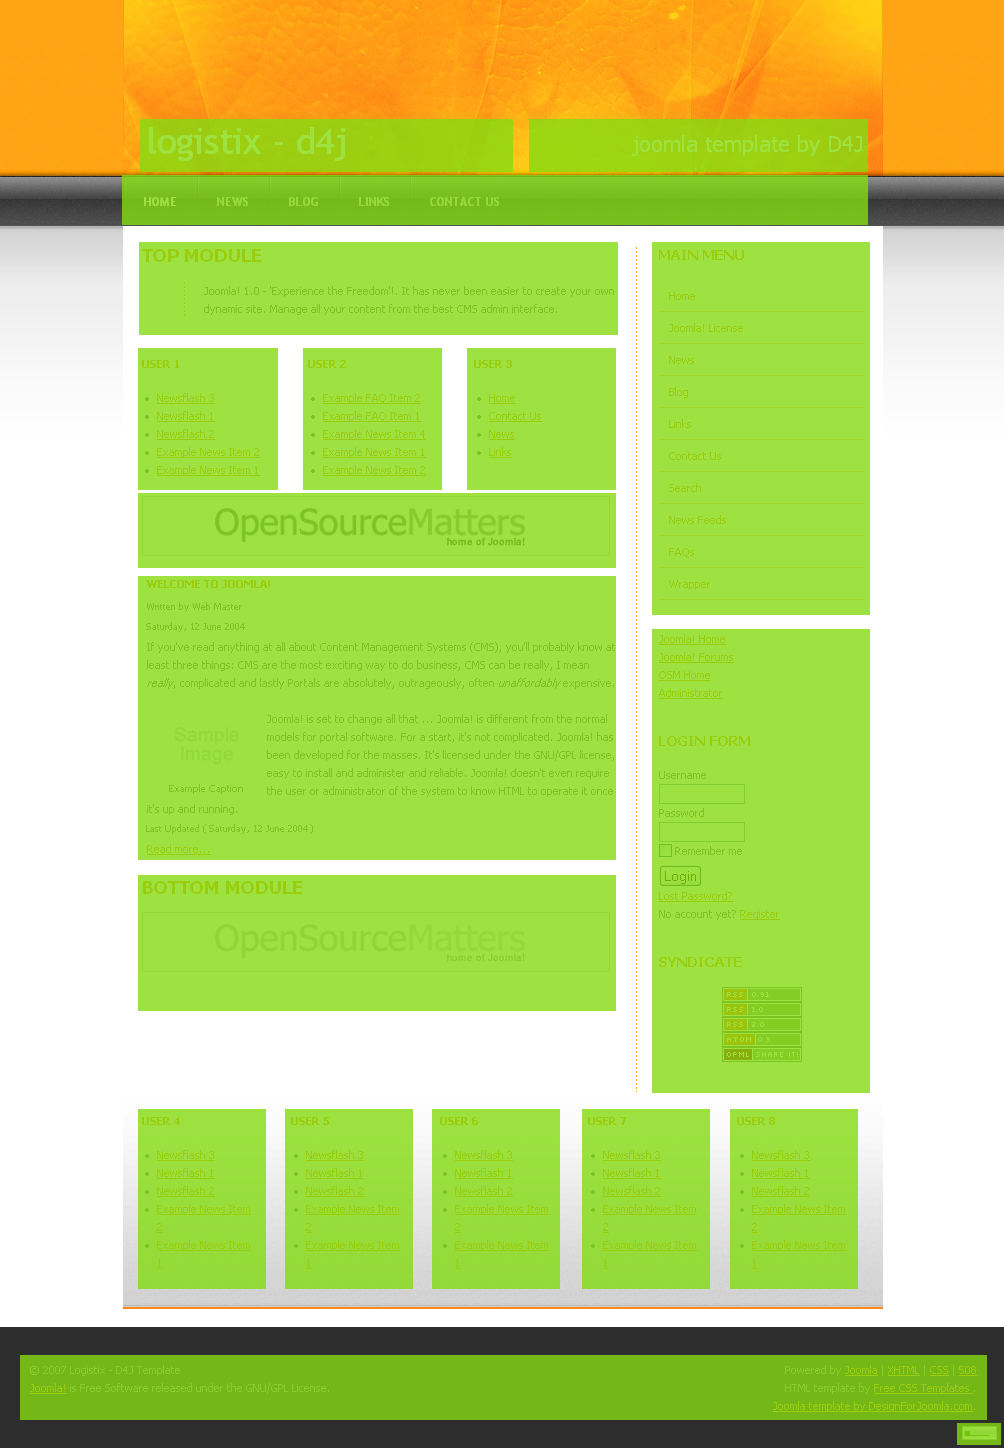 logistix - d4j
joomla template by D4J
HOME NEWS BLOG LINKS CONTACT US
TOP MODULE
Joomla! 1.0 - 'Experience the Freedom'!. It has never been easier to create your own
dynamic site. Manage all your content from the best CMS admin interface.
USER 1
Newsflash 3
Newsflash 1
Newsflash 2
Example News Item 2
Example News Item 1
USER 2
Example FAQ Item 2
Example FAQ Item 1
Example News Item 4
Example News Item 1
Example News Item 2
USER 3
Home
Contact Us
News
Links
OpenSourceMatters
home of Joomla!
WELCOME TO JOOMLA!
Written by Web Master
Saturday, 12 June 2004
If you've read anything at all about Content Management Systems (CMS), you'll probably know at
least three things: CMS are the most exciting way to do business, CMS can be really, I mean
really, complicated and lastly Portals are absolutely, outrageously, often unaffordably expensive.
Sample
Image
Example Caption
Joomla! is set to change all that ... Joomla! is different from the normal
models for portal software. For a start, it's not complicated. Joomla! has
been developed for the masses. It's licensed under the GNU/GPL license,
easy to install and administer and reliable. Joomla! doesn't even require
the user or administrator of the system to know HTML to operate it once
it's up and running.
Last Updated ( Saturday, 12 June 2004 )
Read more...
BOTTOM MODULE
OpenSourceMatters
home of Joomla!
MAIN MENU
Home
Joomla! License
News
Blog
Links
Contact Us
Search
News Feeds
FAQs
Wrapper
Joomla! Home
Joomla! Forums
OSM Home
Administrator
LOGIN FORM
Username
Password
Remember me
Login
Lost Password?
No account yet? Register
SYNDICATE
RSS 0.91
RSS 1.0
RSS 2.0
ATOM 0.3
OPML SHARE IT!
USER 4
Newsflash 3
Newsflash 1
Newsflash 2
Example News Item
2
Example News Item
1
USER 5
Newsflash 3
Newsflash 1
Newsflash 2
Example News Item
2
Example News Item
1
USER 6
Newsflash 3
Newsflash 1
Newsflash 2
Example News Item
2
Example News Item
1
USER 7
Newsflash 3
Newsflash 1
Newsflash 2
Example News Item
2
Example News Item
1
USER 8
Newsflash 3
Newsflash 1
Newsflash 2
Example News Item
2
Example News Item
1
© 2007 Logistix - D4J Template
Joomla! is Free Software released under the GNU/GPL License.
Powered by Joomla | XHTML | CSS | 508
HTML template by Free CSS Templates .
Joomla template by DesignForJoomla.com.